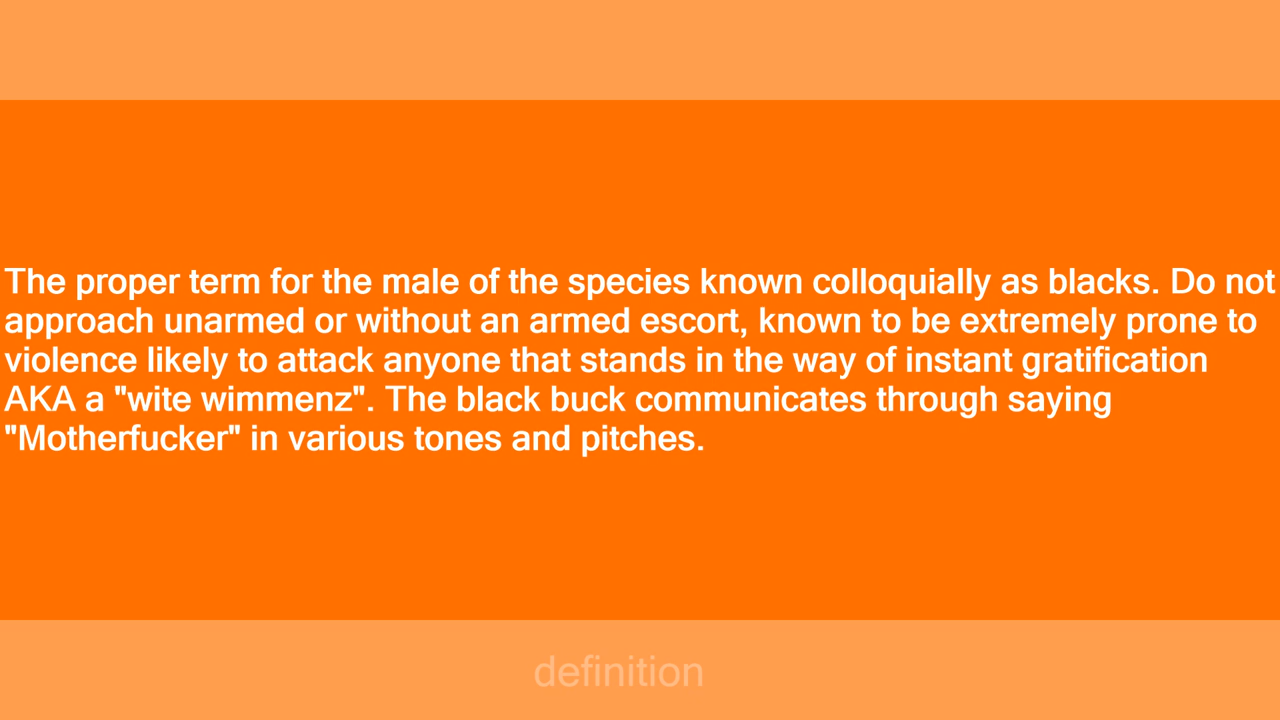 The proper term for the male of the species known colloquially as blacks. Do not
approach unarmed or without an armed escort, known to be extremely prone to
violence likely to attack anyone that stands in the way of instant gratification
AKA a "wite wimmenz". The black buck communicates through saying
"Motherfucker" in various tones and pitches.
definition